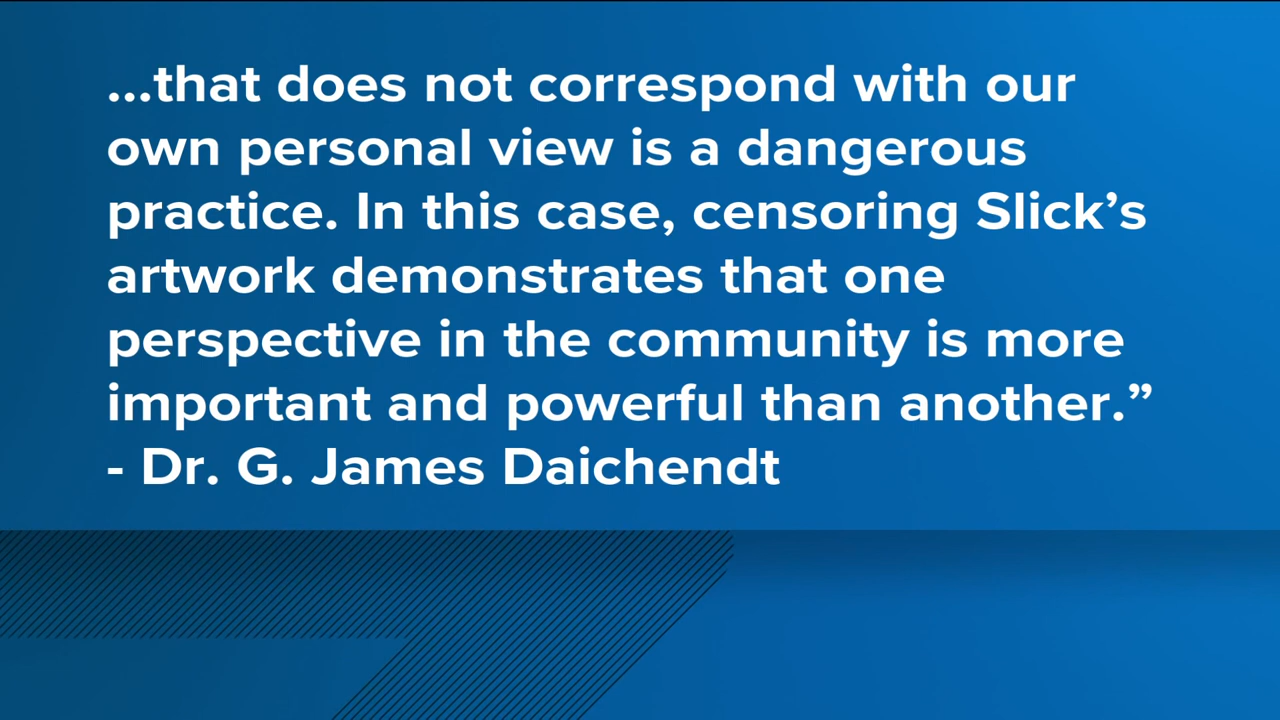 ...that does not correspond with our
own personal view is a dangerous
practice. In this case, censoring Slick’s
artwork demonstrates that one
perspective in the community is more
important and powerful than another.”
- Dr. G. James Daichendt